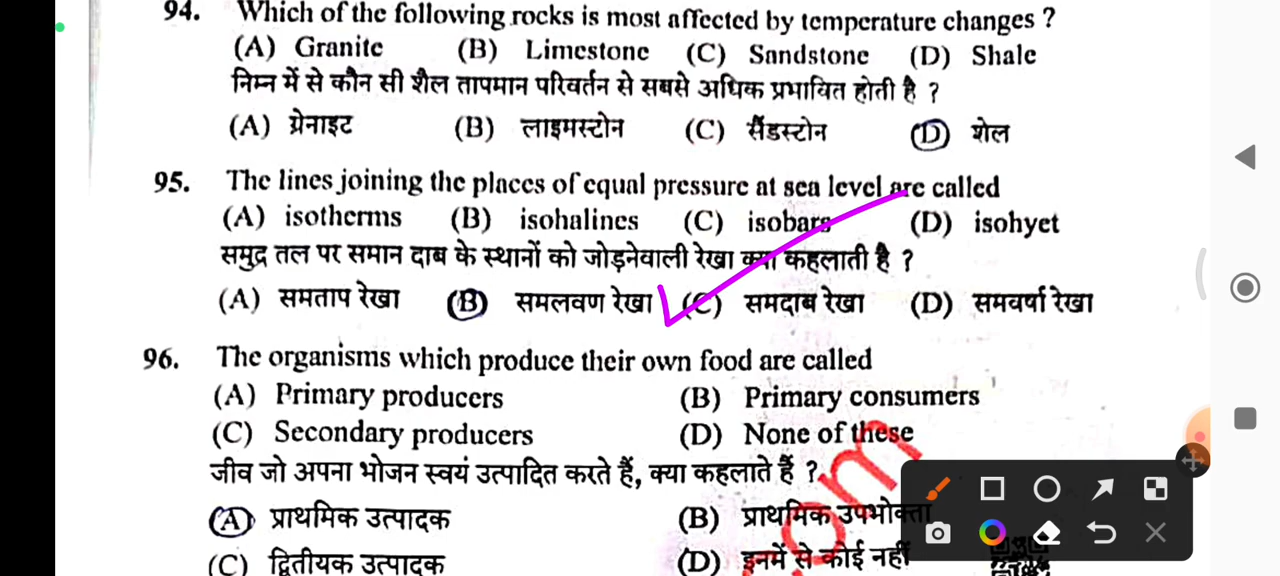 94. Which of the following rocks is most affected by temperature changes ?
(A) Granite (B) Limestone (C) Sandstone (D) Shale
निम्न में से कौन सी शैल तापमान परिवर्तन से सबसे अधिक प्रभावित होती है ?
(A) ग्रेनाइट (B) लाइमस्टोन (C) सैंडस्टोन (D) शेल
95. The lines joining the places of equal pressure at sea level are called
(A) isotherms (B) isohalines (C) isobars (D) isohyet
समुद्र तल पर समान दाब के स्थानों को जोड़नेवाली रेखा क्या कहलाती है ?
(A) समताप रेखा (B) समलवण रेखा (C) समदाब रेखा (D) समवर्षा रेखा
96. The organisms which produce their own food are called
(A) Primary producers (B) Primary consumers
(C) Secondary producers (D) None of these
जीव जो अपना भोजन स्वयं उत्पादित करते हैं, क्या कहलाते हैं ?
(A) प्राथमिक उत्पादक (B) प्राथमिक उपभोक्ता
(C) द्वितीयक उत्पादक (D) इनमें से कोई नहीं
.com